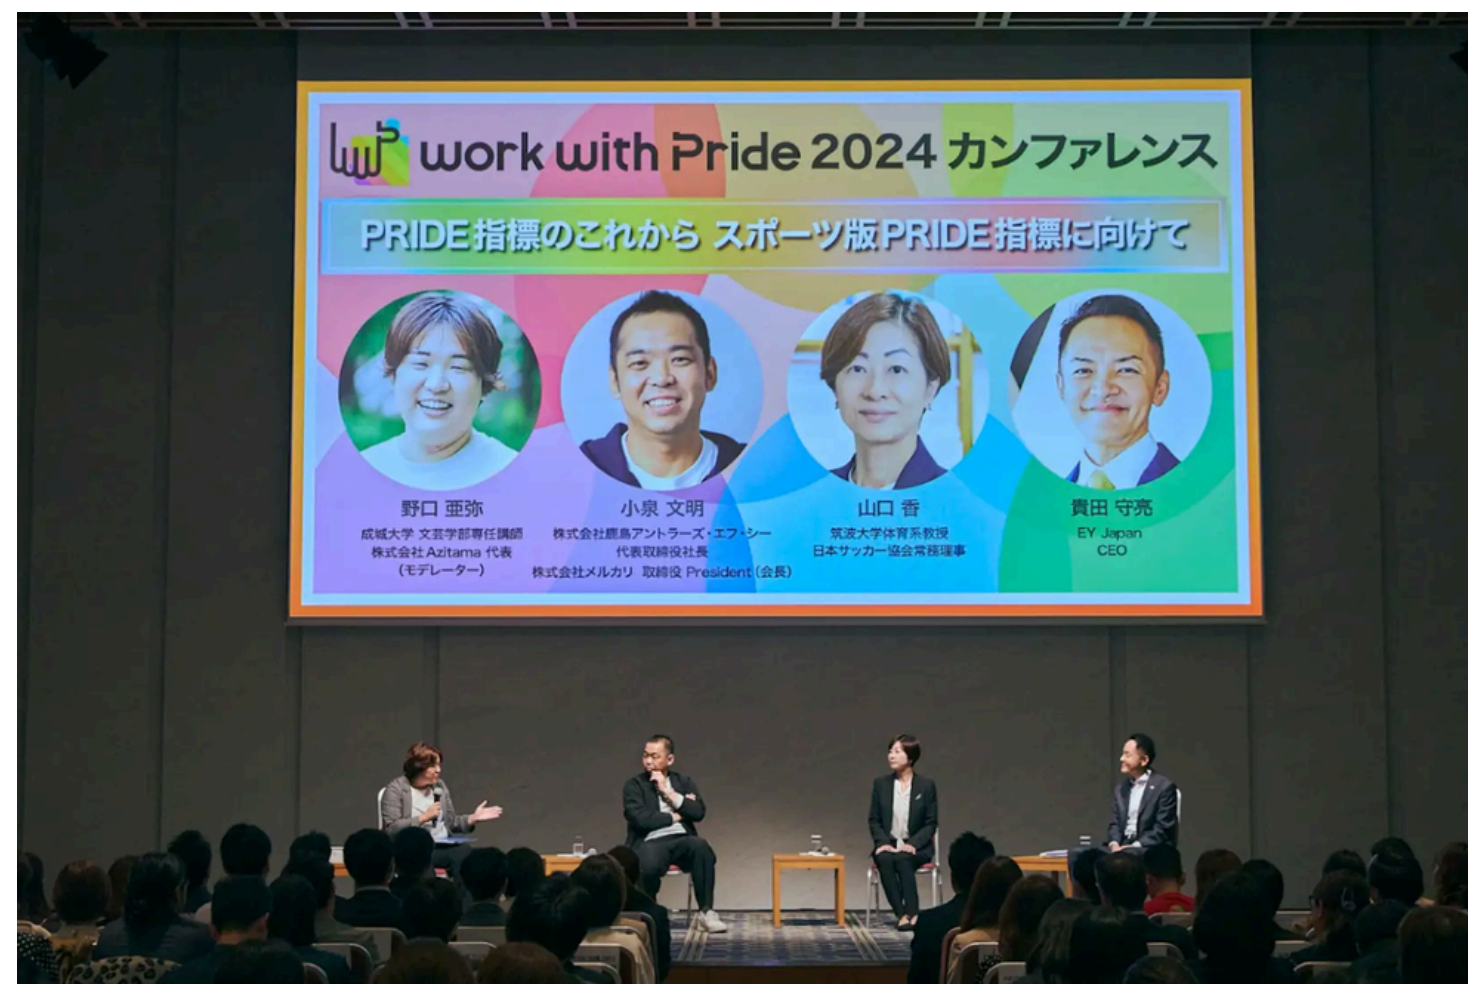 work with Pride 2024 カンファレンス
PRIDE指標のこれから スポーツ版PRIDE指標に向けて
野口 亜弥
成城大学 文芸学部専任講師
株式会社Azitama 代表
（モデレーター）
小泉 文明
株式会社鹿島アントラーズ・エフ・シー
代表取締役社長
株式会社メルカリ 取締役 President（会長）
山口 香
筑波大学体育系教授
日本サッカー協会常務理事
貴田 守亮
EY Japan
CEO